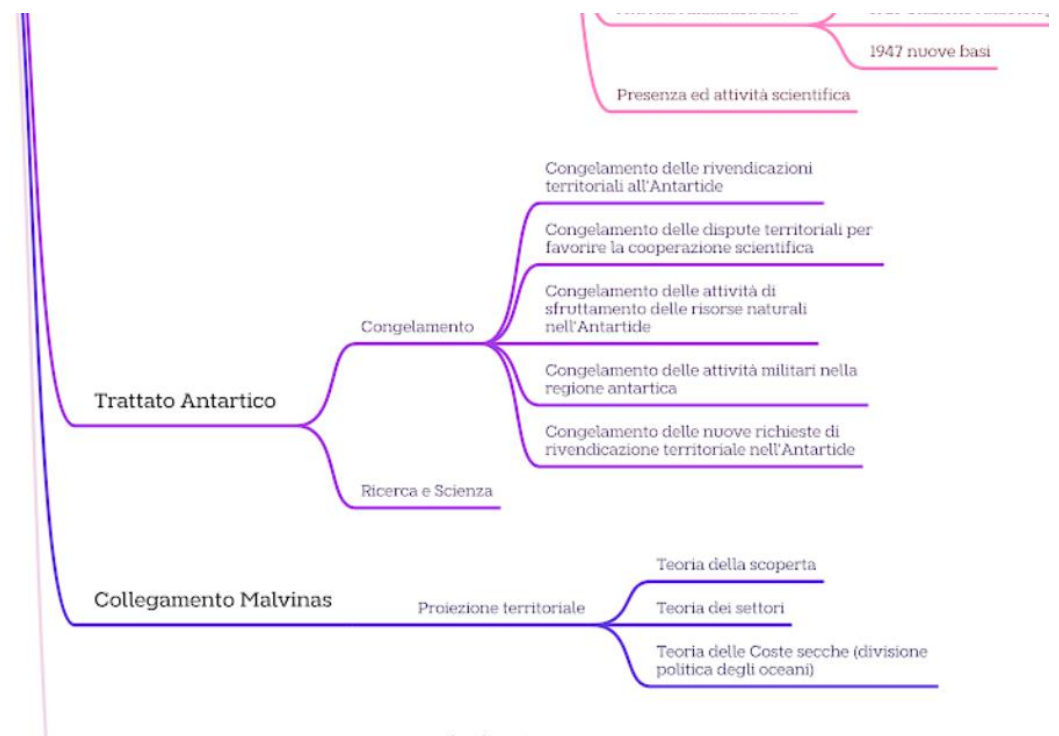 1947 nuove basi
Presenza ed attività scientifica
Congelamento delle rivendicazioni
territoriali all'Antartide
Congelamento delle dispute territoriali per
favorire la cooperazione scientifica
Congelamento delle attività di
sfruttamento delle risorse naturali
nell'Antartide
Congelamento
Congelamento delle attività militari nella
regione antartica
Trattato Antartico
Congelamento delle nuove richieste di
rivendicazione territoriale nell'Antartide
Ricerca e Scienza
Teoria della scoperta
Collegamento Malvinas
Proiezione territoriale
Teoria dei settori
Teoria delle Coste secche (divisione
politica degli oceani)